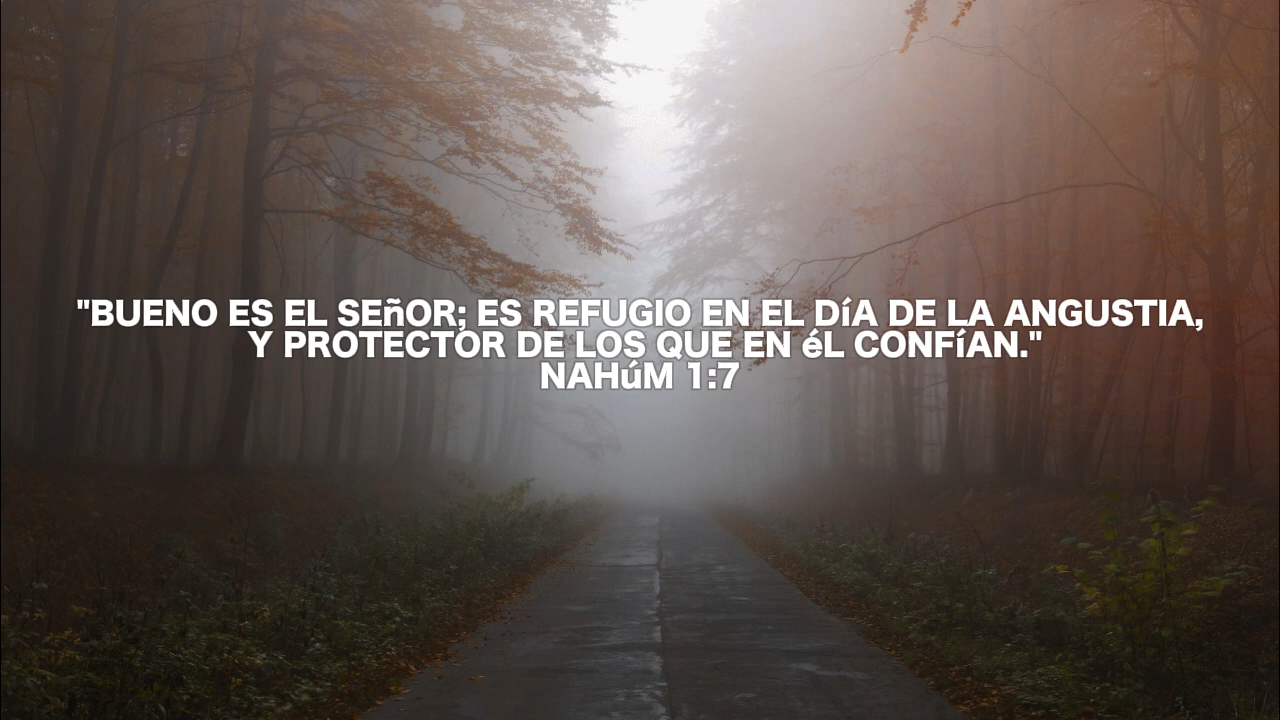 "BUENO ES EL SEñOR; ES REFUGIO EN EL DíA DE LA ANGUSTIA,
Y PROTECTOR DE LOS QUE EN éL CONFíAN."
NAHúM 1:7